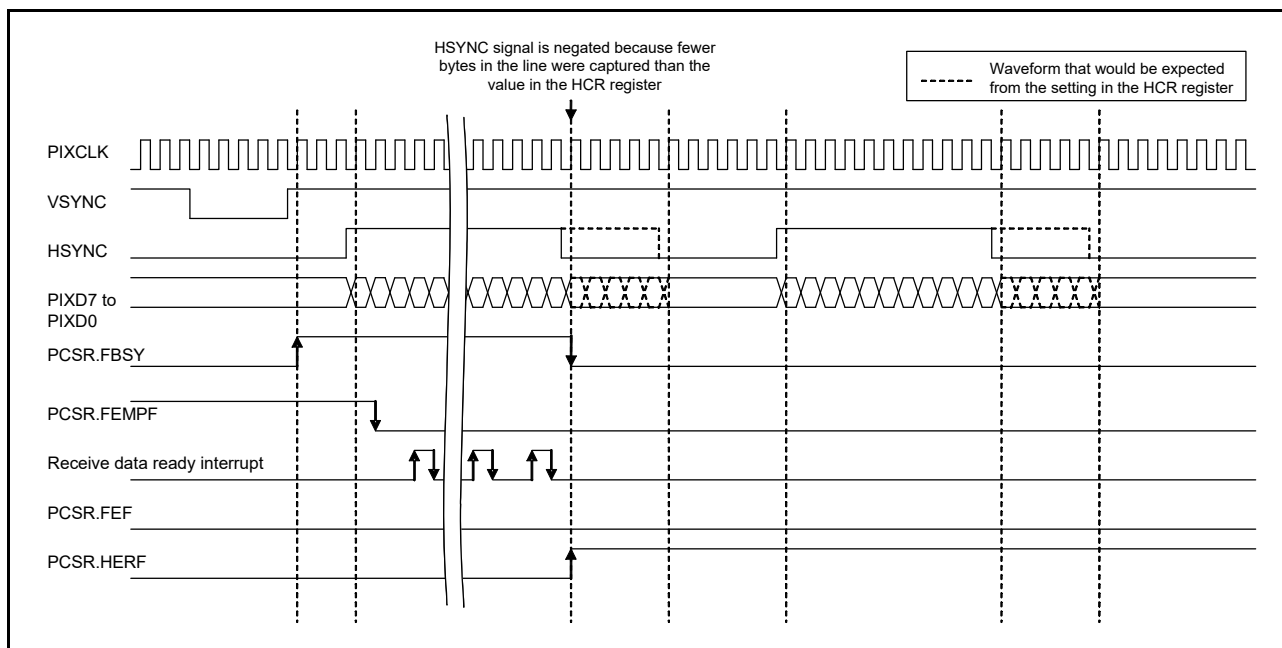 HSYNC signal is negated because fewer
bytes in the line were captured than the
value in the HCR register
Waveform that would be expected
from the setting in the HCR register
PIXCLK
VSYNC
HSYNC
PIXD7 to
PIXD0
PCSR.FBSY
PCSR.FEMPF
Receive data ready interrupt
PCSR.FEF
PCSR.HERF